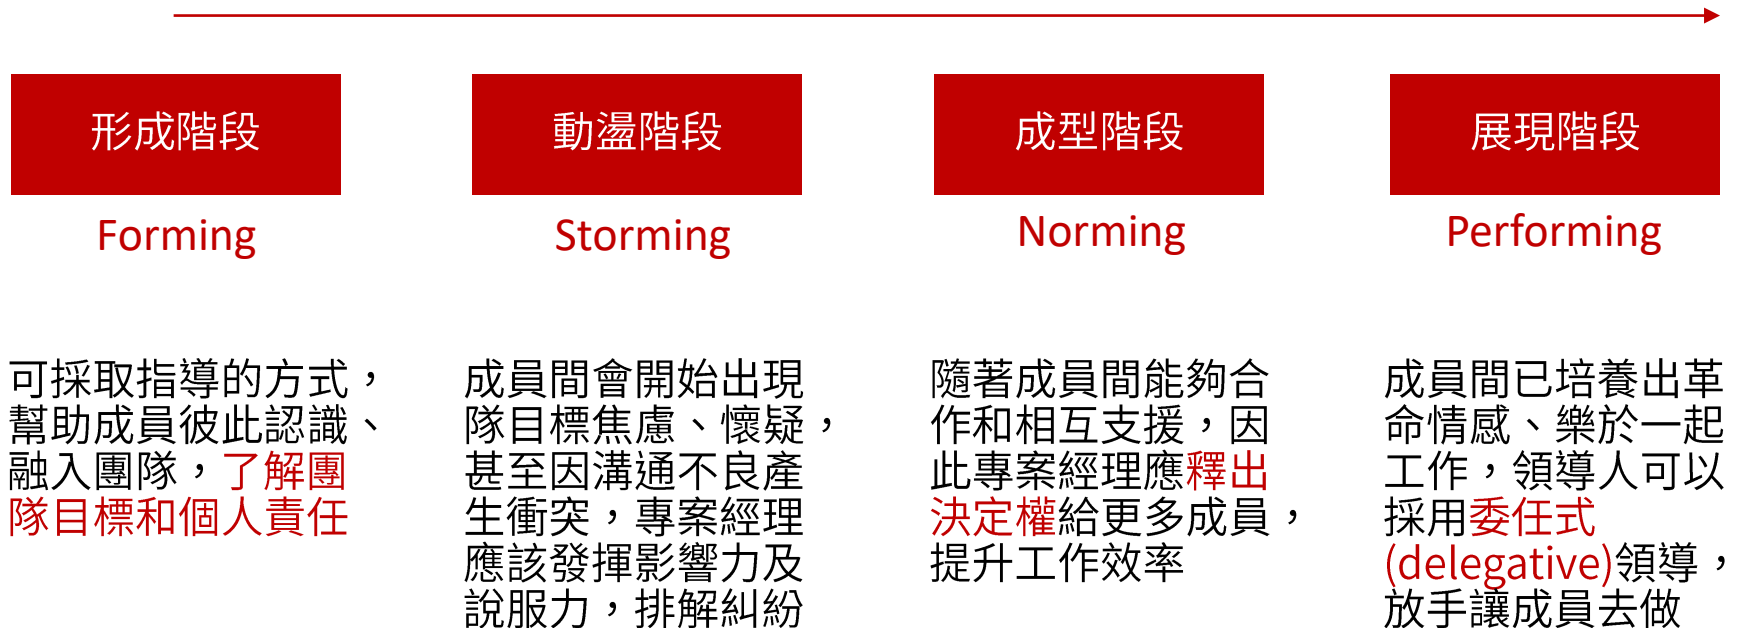 形成階段
Forming
可採取指導的方式，
幫助成員彼此認識、
融入團隊，了解團
隊目標和個人責任
動盪階段
Storming
成員間會開始出現
隊目標焦慮、懷疑，
甚至因溝通不良產
生衝突，專案經理
應該發揮影響力及
說服力，排解糾紛
成型階段
Norming
隨著成員間能夠合
作和相互支援，因
此專案經理應釋出
決定權給更多成員，
提升工作效率
展現階段
Performing
成員間已培養出革
命情感、樂於一起
工作，領導人可以
採用委任式
(delegative)領導，
放手讓成員去做